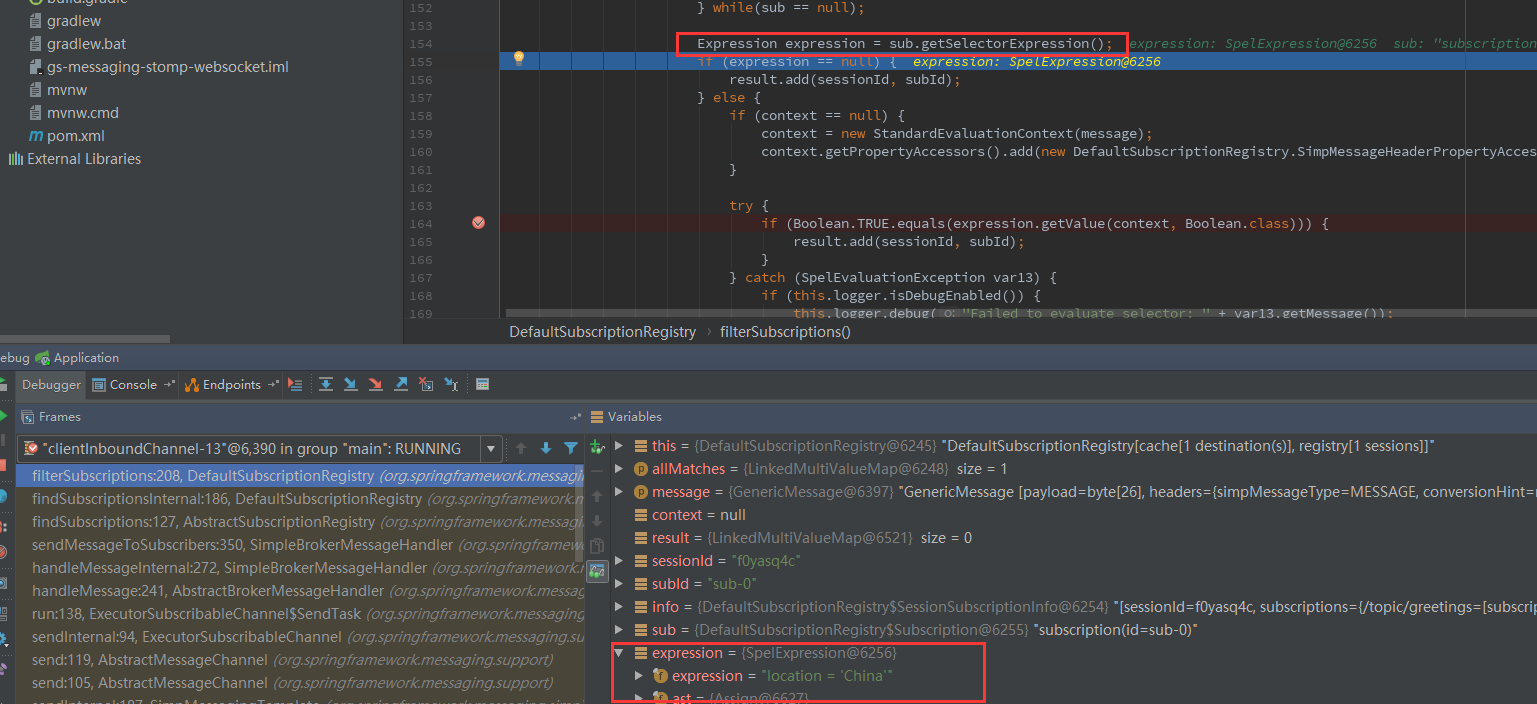 build.gradle
gradlew
gradlew.bat
gs-messaging-stomp-websocket.iml
mvnw
mvnw.cmd
pom.xml
External Libraries
152 } while(sub == null);
153
154 Expression expression = sub.getSelectorExpression(); expression: SpelExpression@6256 sub: "subscription
155 if (expression == null) { expression: SpelExpression@6256
156 result.add(sessionId, subId);
157 } else {
158 if (context == null) {
159 context = new StandardEvaluationContext(message);
160 context.getPropertyAccessors().add(new DefaultSubscriptionRegistry.SimpMessageHeaderPropertyAcces
161 }
162
163 try {
164 if (Boolean.TRUE.equals(expression.getValue(context, Boolean.class))) {
165 result.add(sessionId, subId);
166 }
167 } catch (SpelEvaluationException var13) {
168 if (this.logger.isDebugEnabled()) {
169 this.logger.debug( o: "Failed to evaluate selector: " + var13.getMessage());
DefaultSubscriptionRegistry › filterSubscriptions()
ebug Application
Debugger Console Endpoints
Frames
"clientInboundChannel-13"@6,390 in group "main": RUNNING
filterSubscriptions:208, DefaultSubscriptionRegistry (org.springframework.messagin
findSubscriptionsInternal:186, DefaultSubscriptionRegistry (org.springframework.m
findSubscriptions:127, AbstractSubscriptionRegistry (org.springframework.messagin
sendMessageToSubscribers:350, SimpleBrokerMessageHandler (org.springframew
handleMessageInternal:272, SimpleBrokerMessageHandler (org.springframework.m
handleMessage:241, AbstractBrokerMessageHandler (org.springframework.messag
run:138, ExecutorSubscribableChannel$SendTask (org.springframework.messaging
sendInternal:94, ExecutorSubscribableChannel (org.springframework.messaging.su
send:119, AbstractMessageChannel (org.springframework.messaging.support)
send:105, AbstractMessageChannel (org.springframework.messaging.support)
sendInternal:187, SimpMessagingTemplate
Variables
this = {DefaultSubscriptionRegistry@6245} "DefaultSubscriptionRegistry[cache[1 destination(s)], registry[1 sessions]]"
p allMatches = {LinkedMultiValueMap@6248} size = 1
p message = {GenericMessage@6397} "GenericMessage [payload=byte[26], headers={simpMessageType=MESSAGE, conversionHint=
context = null
result = {LinkedMultiValueMap@6521} size = 0
sessionId = "f0yasq4c"
subId = "sub-0"
info = {DefaultSubscriptionRegistry$SessionSubscriptionInfo@6254} "[sessionId=f0yasq4c, subscriptions={/topic/greetings=[subscrip
sub = {DefaultSubscriptionRegistry$Subscription@6255} "subscription(id=sub-0)"
expression = {SpelExpression@6256}
f expression = "location = 'China'"
f ast = {Assign@6627}